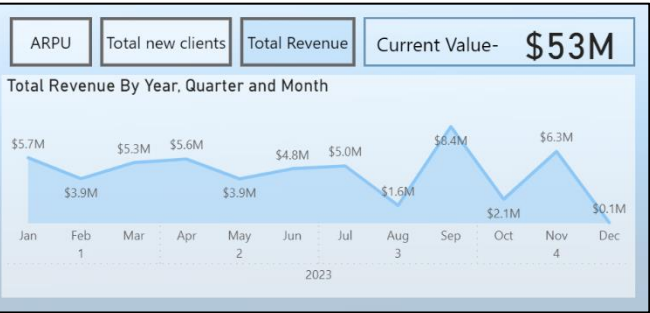 ARPU Total new clients Total Revenue Current Value- $53M
Total Revenue By Year, Quarter and Month
$5.7M $3.9M $5.3M $5.6M $3.9M $4.8M $5.0M $1.6M $8.4M $2.1M $6.3M $0.1M
Jan Feb Mar Apr May Jun Jul Aug Sep Oct Nov Dec
1 2 3 4
2023